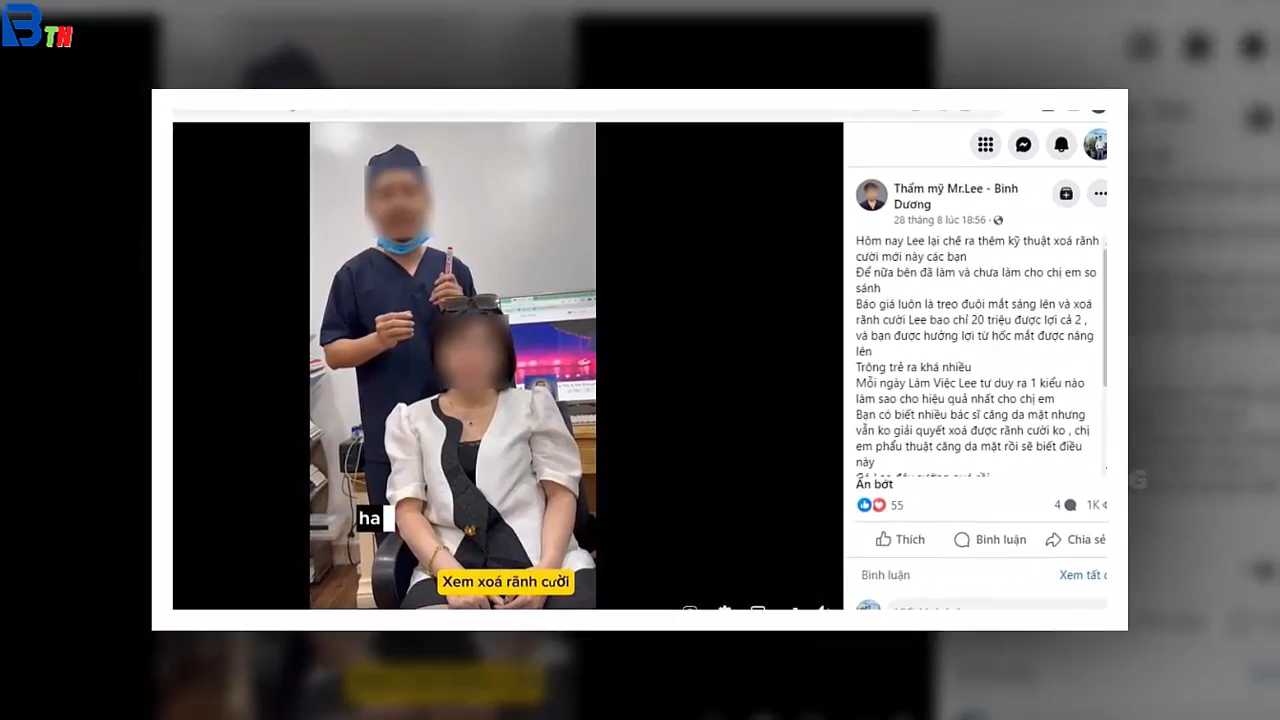 BTN
Thẩm mỹ Mr.Lee - Bình
Dương
28 tháng 8 lúc 18:56
Hôm nay Lee lại chế ra thêm kỹ thuật xoá rãnh
cười mới này các bạn
Để nữa bên đã làm và chưa làm cho chị em so
sánh
Báo giá luôn là treo đuôi mắt sáng lên và xoá
rãnh cười Lee bao chỉ 20 triệu được lợi cả 2 ,
và bạn được hưởng lợi từ hốc mắt được nâng
lên
Trông trẻ ra khá nhiều
Mỗi ngày Làm Việc Lee tư duy ra 1 kiểu nào
làm sao cho hiệu quả nhất cho chị em
Bạn có biết nhiều bác sĩ căng da mặt nhưng
vẫn ko giải quyết xoá được rãnh cười ko , chị
em phẩu thuật căng da mặt rồi sẽ biết điều
này
Ẩn bớt
55
4
1K
Thích
Bình luận
Chia sẻ
Bình luận
Xem tất
ha
Xem xoá rãnh cười